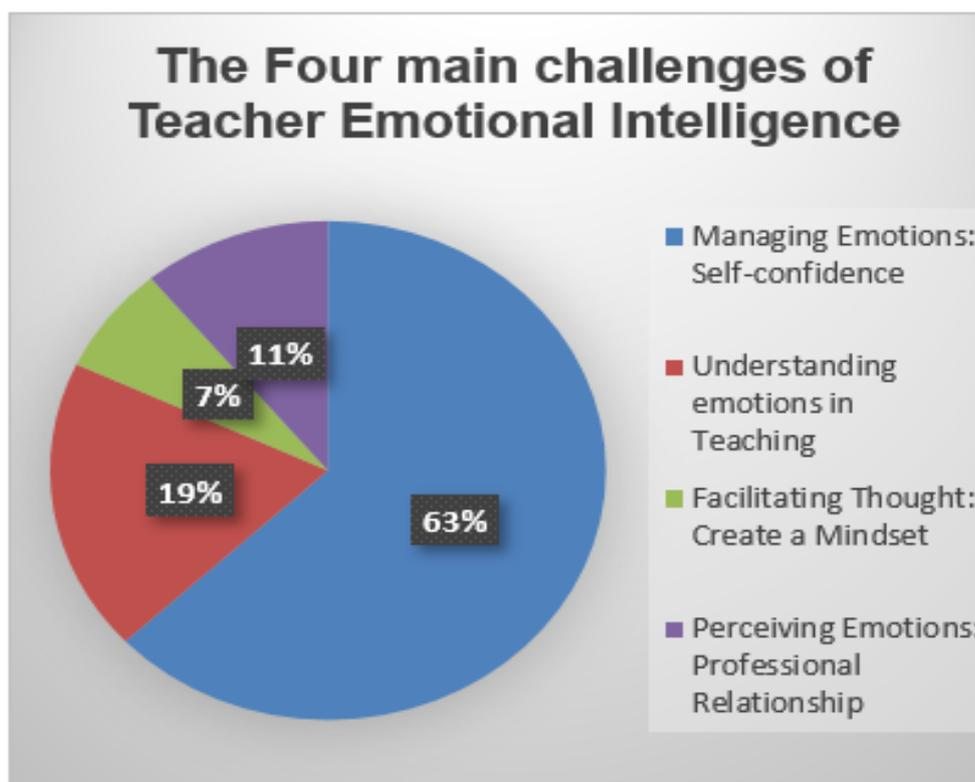 The Four main challenges of
Teacher Emotional Intelligence
11%
7%
19%
63%
Managing Emotions:
Self-confidence
Understanding
emotions in
Teaching
Facilitating Thought:
Create a Mindset
Perceiving Emotions:
Professional
Relationship